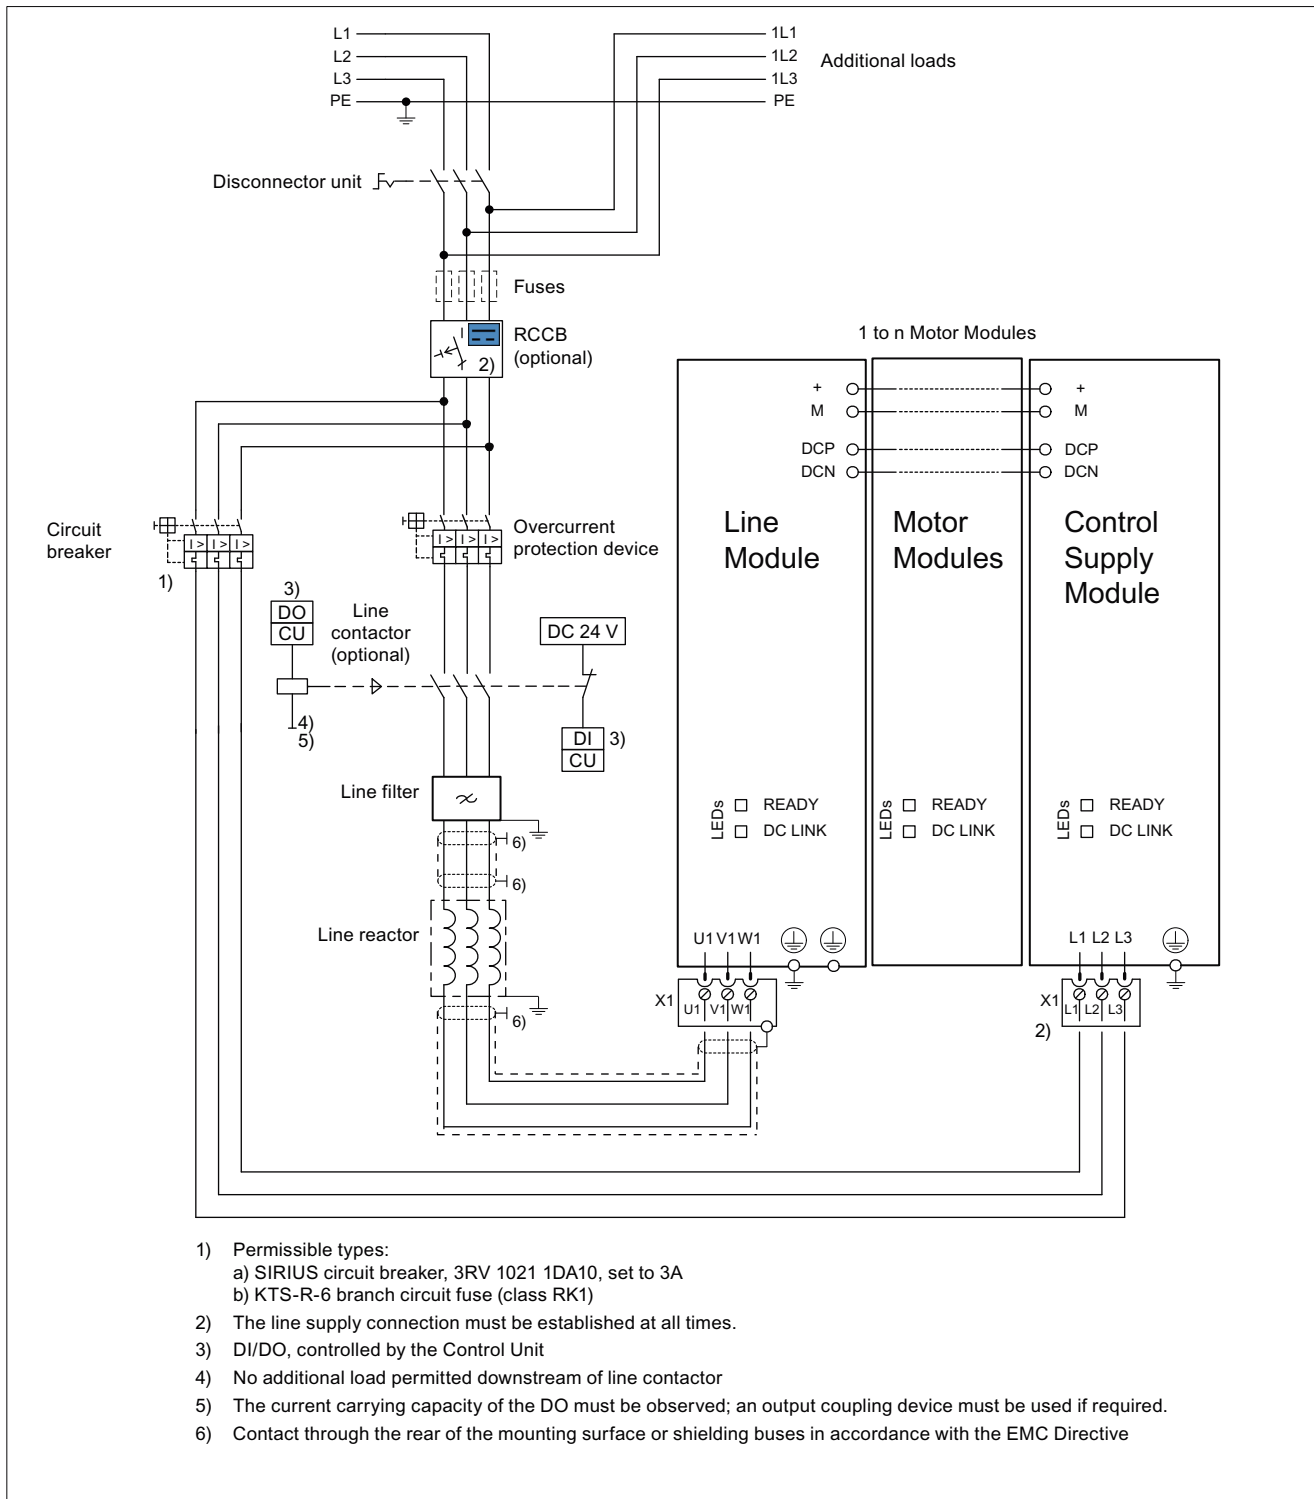 L1
1L1
L2
1L2
Additional loads
L3
1L3
PE
PE
Disconnector unit
Fuses
RCCB
(optional)
2)
1 to n Motor Modules
+
+
M
M
DCP
DCP
DCN
DCN
Line
Module
Motor
Modules
Control
Supply
Module
Circuit
breaker
I >
I >
I >
1)
I >
I >
I >
Overcurrent
protection device
3)
DO
CU
Line
contactor
(optional)
DC 24 V
4)
5)
DI
CU
3)
Line filter
6)
6)
LEDs
READY
DC LINK
LEDs
READY
DC LINK
LEDs
READY
DC LINK
Line reactor
6)
U1 V1 W1
L1 L2 L3
X1
U1 V1 W1
X1
L1 L2 L3
2)
1) Permissible types:
a) SIRIUS circuit breaker, 3RV 1021 1DA10, set to 3A
b) KTS-R-6 branch circuit fuse (class RK1)
2) The line supply connection must be established at all times.
3) DI/DO, controlled by the Control Unit
4) No additional load permitted downstream of line contactor
5) The current carrying capacity of the DO must be observed; an output coupling device must be used if required.
6) Contact through the rear of the mounting surface or shielding buses in accordance with the EMC Directive